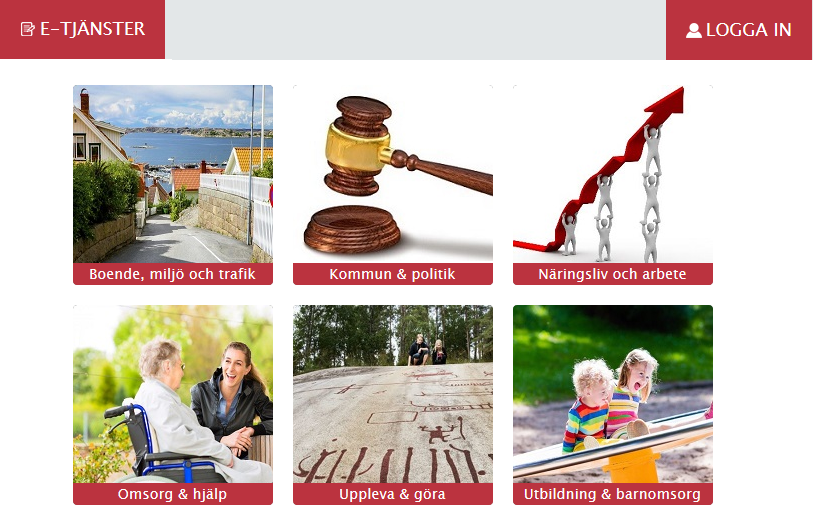 E-TJÄNSTER
LOGGA IN
Boende, miljö och trafik
Kommun & politik
Näringsliv och arbete
Omsorg & hjälp
Uppleva & göra
Utbildning & barnomsorg